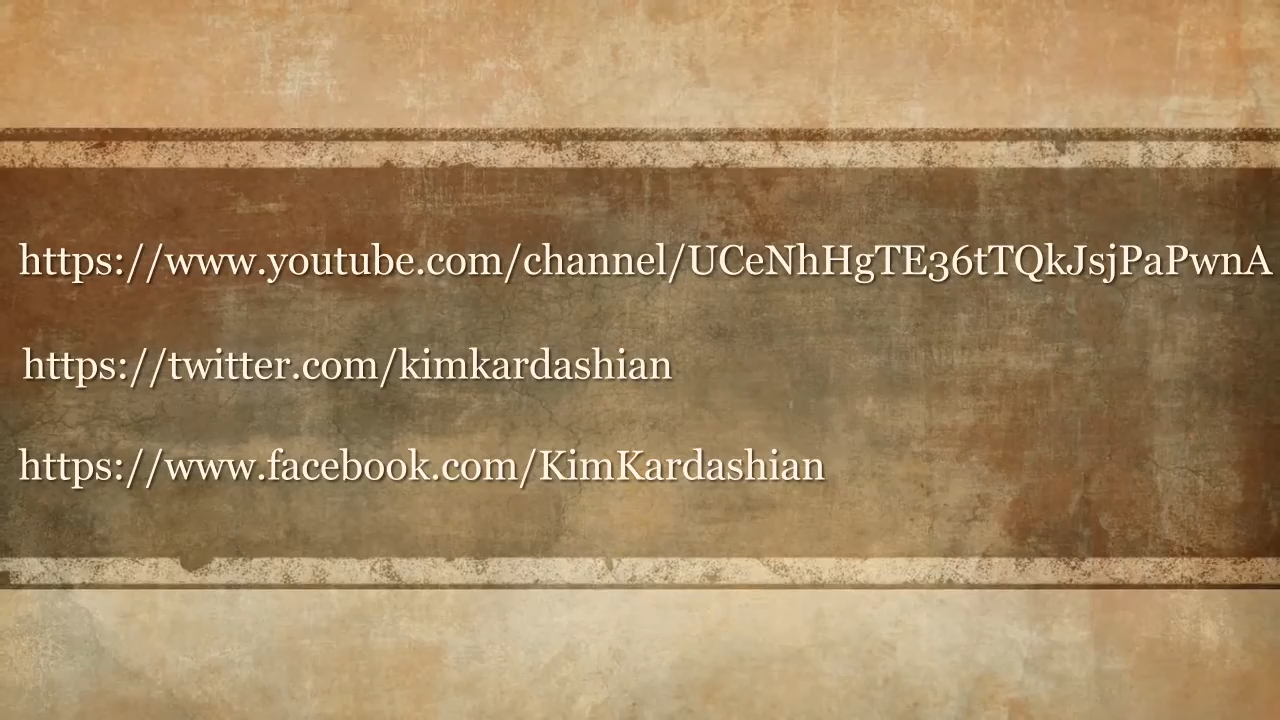 https://www.youtube.com/channel/UCeNhHgTE36tTQkJsjPaPwnA
https://twitter.com/kimkardashian
https://www.facebook.com/KimKardashian